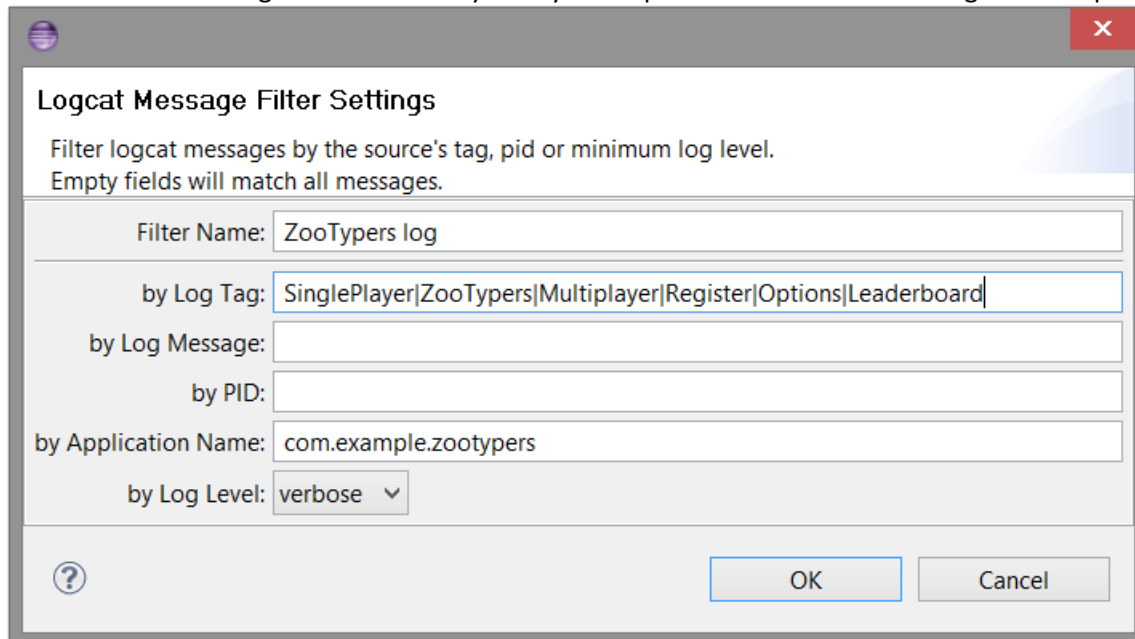 Logcat Message Filter Settings
Filter logcat messages by the source's tag, pid or minimum log level.
Empty fields will match all messages.
Filter Name: ZooTypers log
by Log Tag: SinglePlayer|ZooTypers|Multiplayer|Register|Options|Leaderboard
by Log Message:
by PID:
by Application Name: com.example.zootypers
by Log Level: verbose
OK Cancel